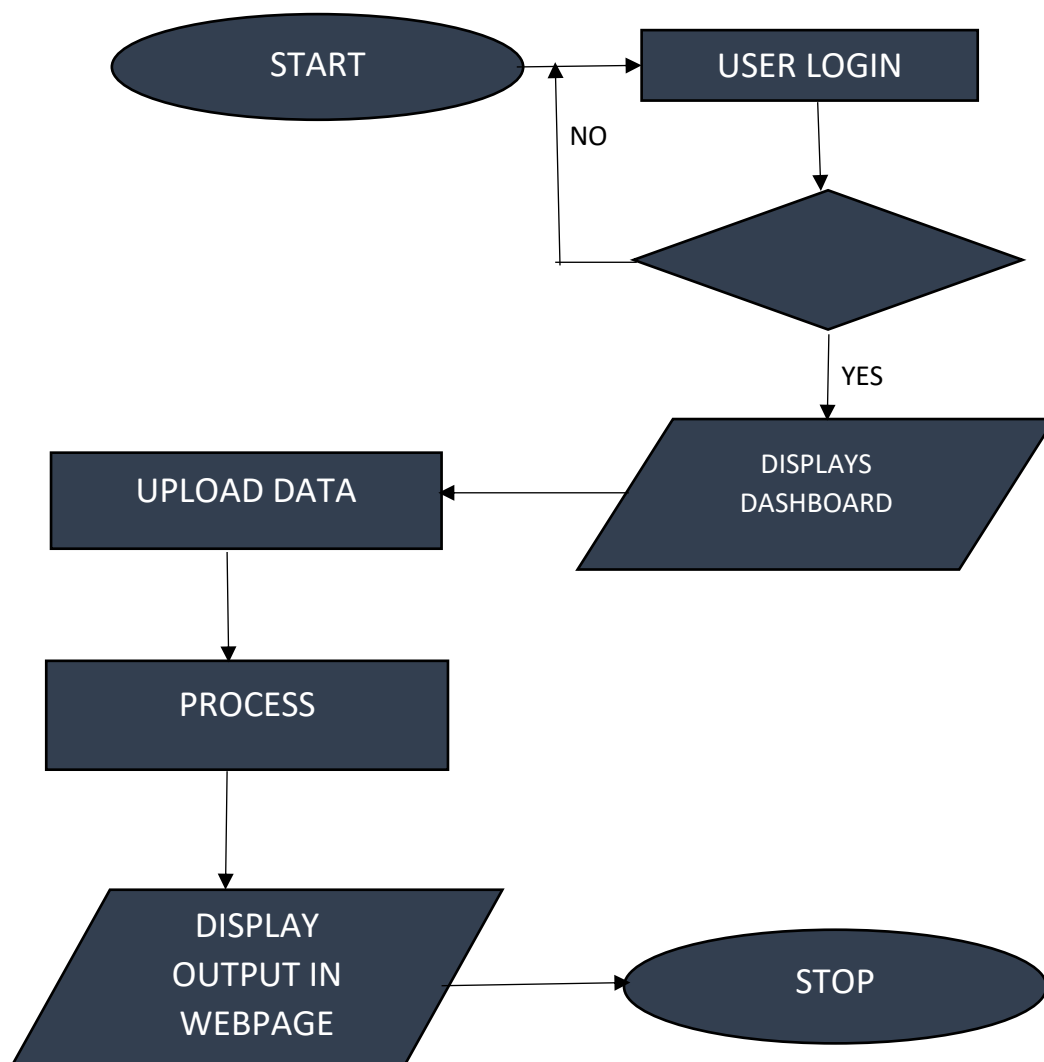 START
USER LOGIN
NO
YES
DISPLAYS
DASHBOARD
UPLOAD DATA
PROCESS
DISPLAY
OUTPUT IN
WEBPAGE
STOP